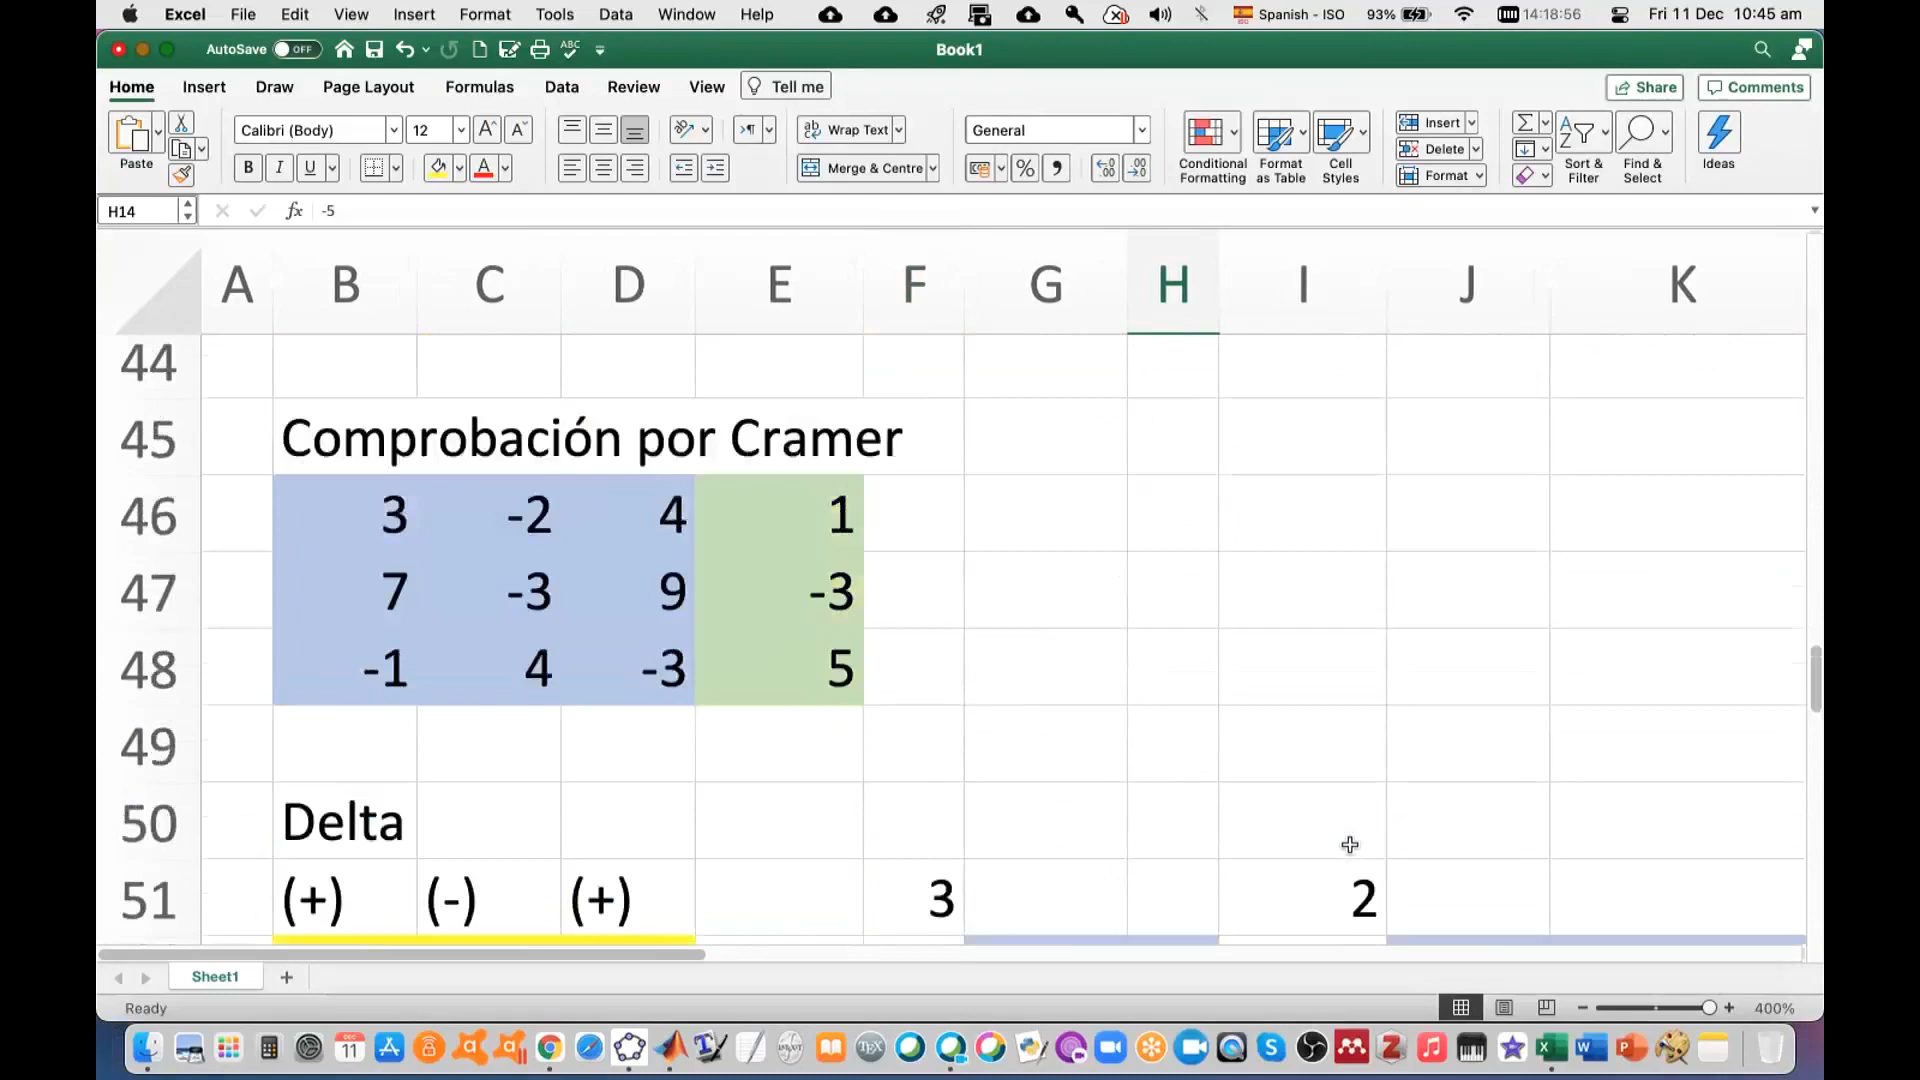 Excel File Edit View Insert Format Tools Data Window Help Spanish - ISO 93% 14:18:56 Fri 11 Dec 10:45 am
AutoSave OFF Book1
Home Insert Draw Page Layout Formulas Data Review View Tell me Share Comments
Paste Calibri (Body) 12 Wrap Text General Insert
B I U Merge & Centre Delete
Conditional Formatting Format as Table Cell Styles Format Sort & Filter Find & Select Ideas
H14 fx -5
A B C D E F G H I J K
44
45 Comprobación por Cramer
46 3 -2 4 1
47 7 -3 9 -3
48 -1 4 -3 5
49
50 Delta
51 (+) (-) (+) 3 2
Sheet1 +
Ready 400%